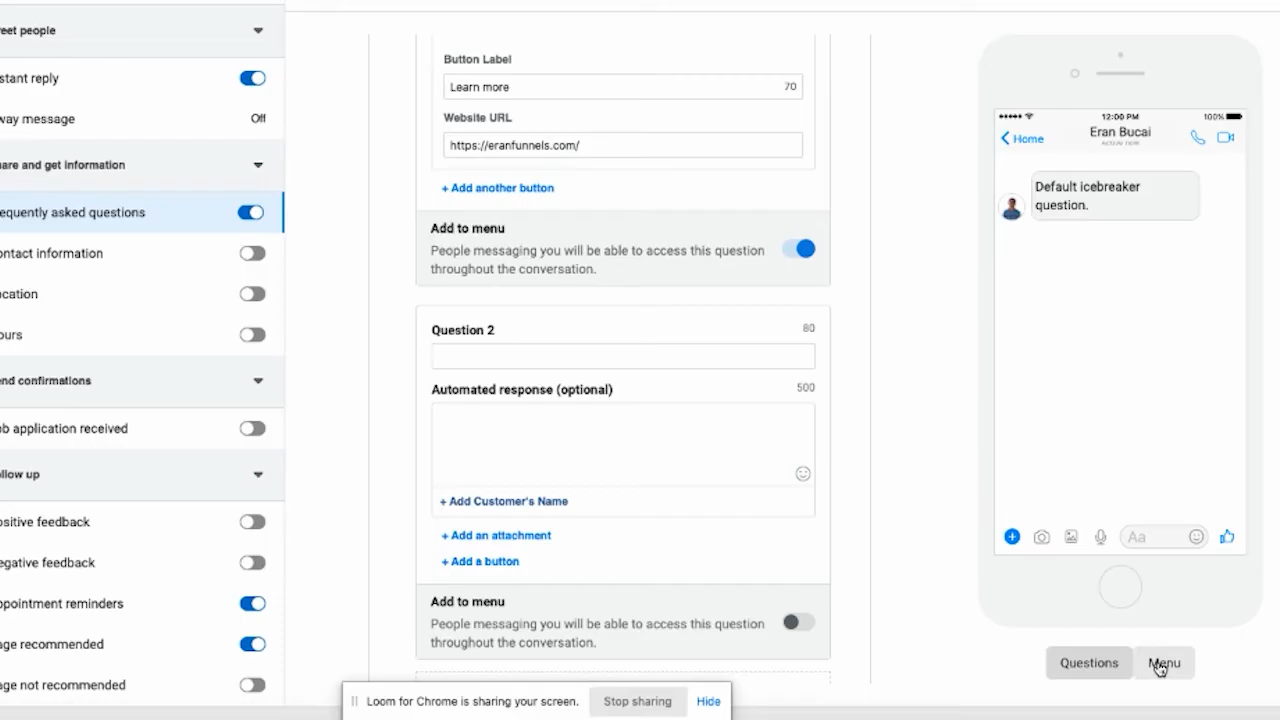 reet people
stant reply
way message
Off
are and get information
equently asked questions
ontact information
cation
ours
end confirmations
b application received
llow up
ositive feedback
egative feedback
ppointment reminders
age recommended
age not recommended
Button Label
Learn more
70
Website URL
https://eranfunnels.com/
+ Add another button
Add to menu
People messaging you will be able to access this question
throughout the conversation.
Question 2
80
Automated response (optional)
500
+ Add Customer's Name
+ Add an attachment
+ Add a button
Add to menu
People messaging you will be able to access this question
throughout the conversation.
12:00 PM
100%
Home
Eran Bucai
Active now
Default icebreaker
question.
Aa
Questions
Menu
Loom for Chrome is sharing your screen.
Stop sharing
Hide